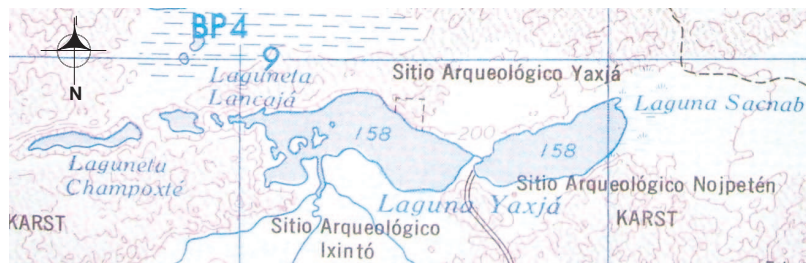 BP4
9
N
Laguneta
Lancajá
Sitio Arqueológico Yaxjá
Laguna Sacnab
158
200
158
Laguneta
Champoxté
Sitio Arqueológico Nojpetén
Laguna Yaxjá
KARST
Sitio Arqueológico
Ixintó
KARST